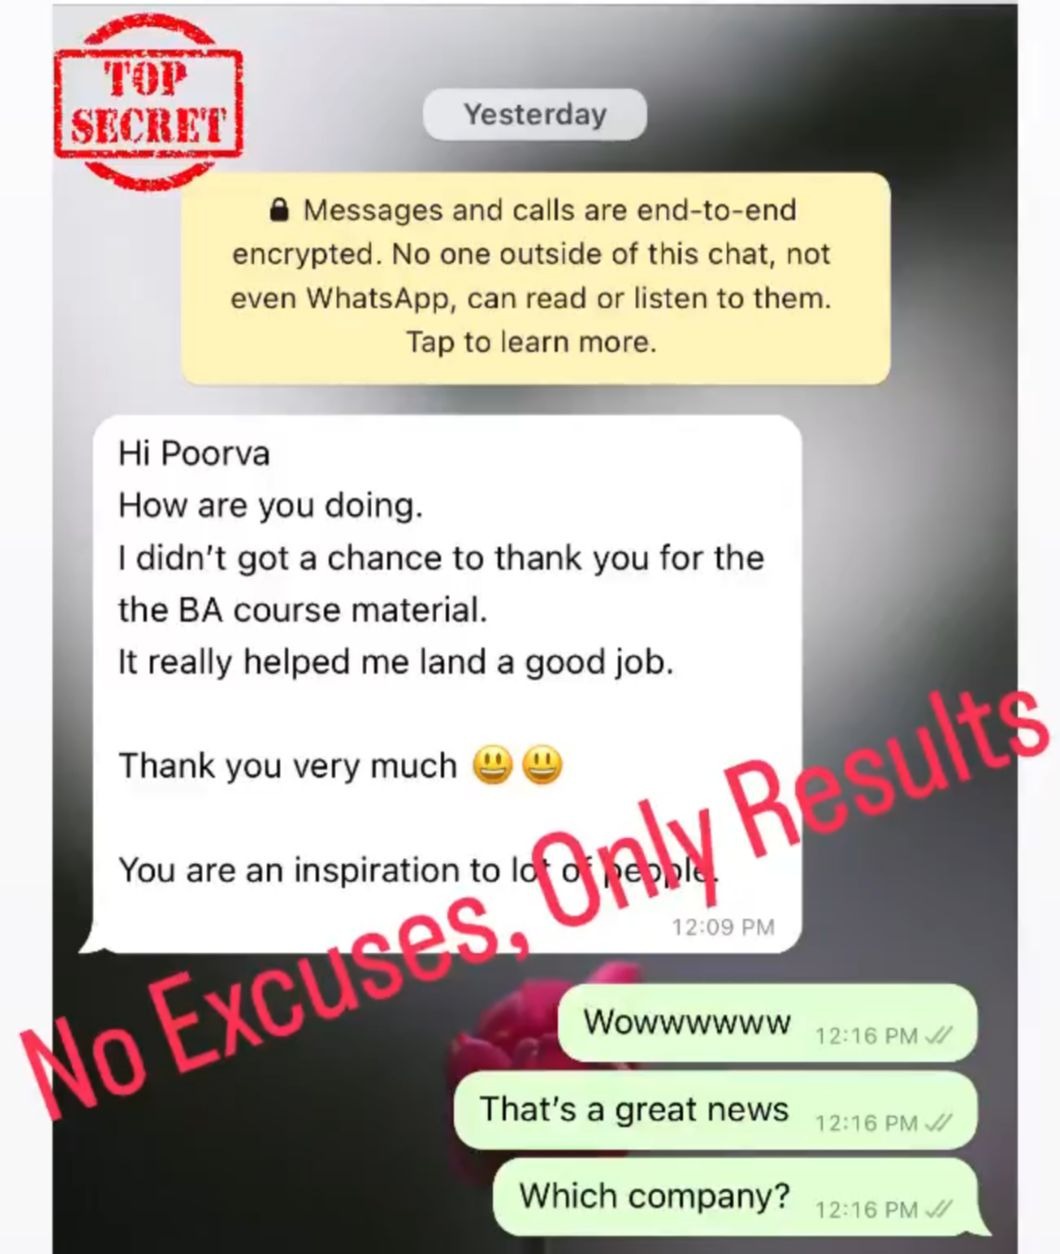 TOP
SECRET
Yesterday
🔒 Messages and calls are end-to-end
encrypted. No one outside of this chat, not
even WhatsApp, can read or listen to them.
Tap to learn more.
Hi Poorva
How are you doing.
I didn't got a chance to thank you for the
the BA course material.
It really helped me land a good job.
Thank you very much 😃😃
You are an inspiration to lot of people.
12:09 PM
No Excuses, Only Results
Wowwwwww 12:16 PM
That's a great news 12:16 PM
Which company? 12:16 PM